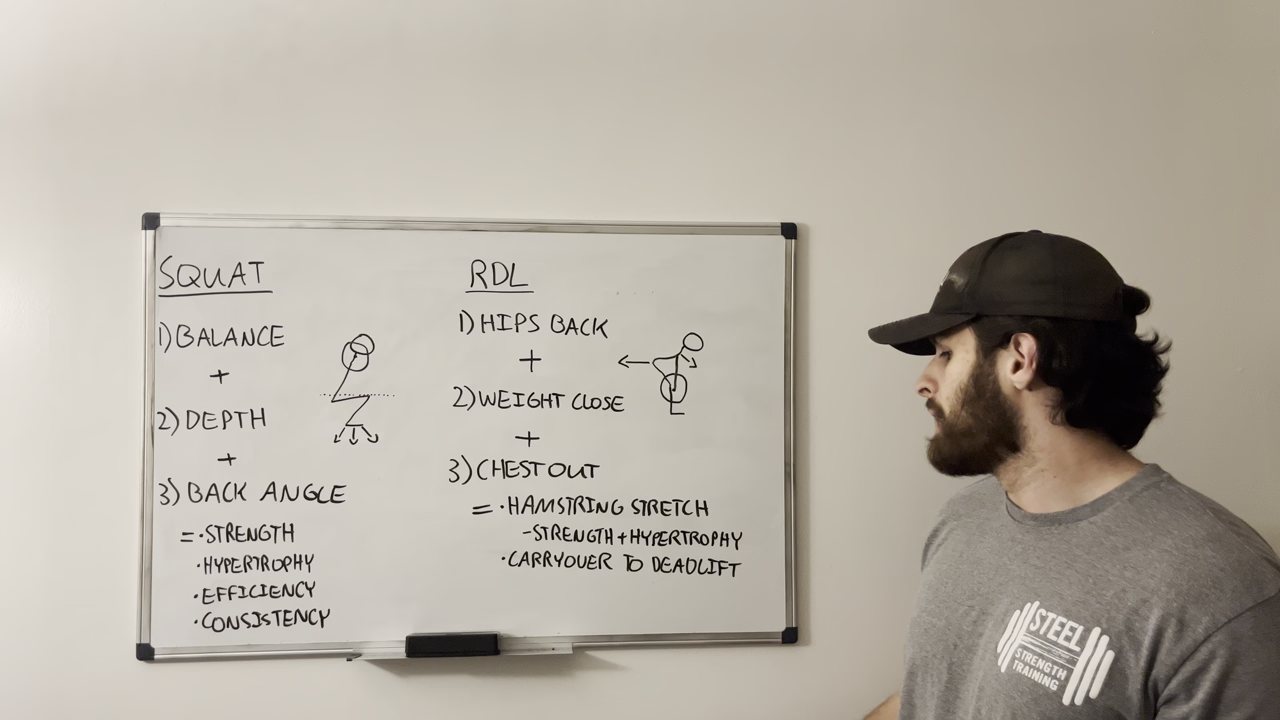 SQUAT
1) BALANCE
+
2) DEPTH
+
3) BACK ANGLE
= · STRENGTH
· HYPERTROPHY
· EFFICIENCY
· CONSISTENCY
RDL
1) HIPS BACK
+
2) WEIGHT CLOSE
+
3) CHEST OUT
= · HAMSTRING STRETCH
- STRENGTH + HYPERTROPHY
· CARRYOVER TO DEADLIFT
STEEL
STRENGTH
TRAINING